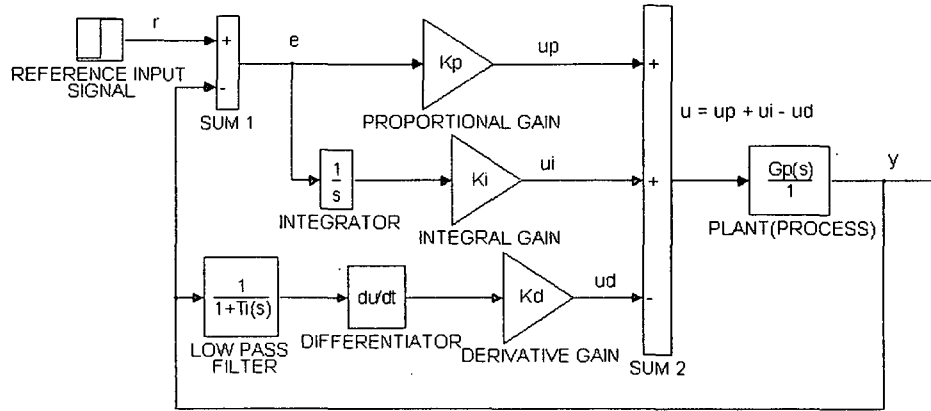 r
+
-
REFERENCE INPUT
SIGNAL
SUM 1
e
Kp
PROPORTIONAL GAIN
up
+
u = up + ui - ud
1
s
INTEGRATOR
Ki
INTEGRAL GAIN
ui
+
Gp(s)
1
PLANT(PROCESS)
y
1
1+Ti(s)
LOW PASS
FILTER
du/dt
DIFFERENTIATOR
Kd
DERIVATIVE GAIN
ud
-
SUM 2